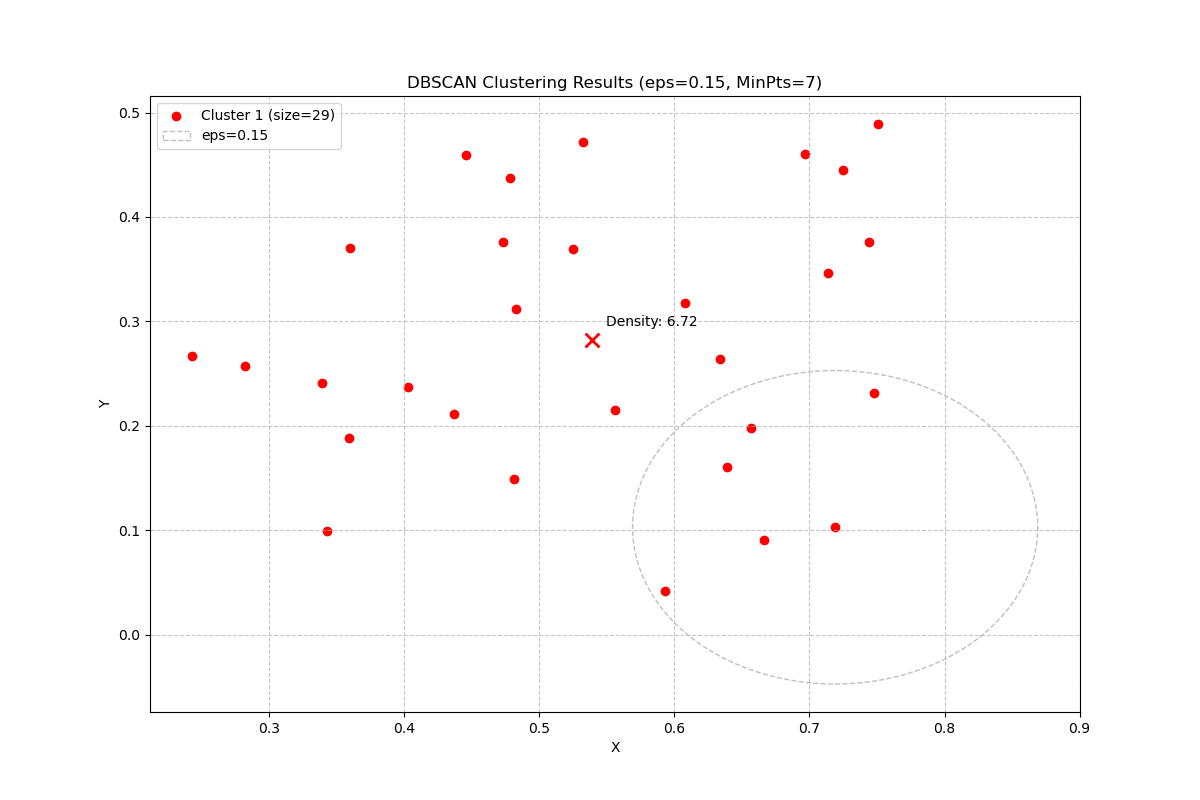 DBSCAN Clustering Results (eps=0.15, MinPts=7)
Cluster 1 (size=29)
eps=0.15
0.5
0.4
0.3
0.2
0.1
0.0
Y
Density: 6.72
0.3 0.4 0.5 0.6 0.7 0.8 0.9
X